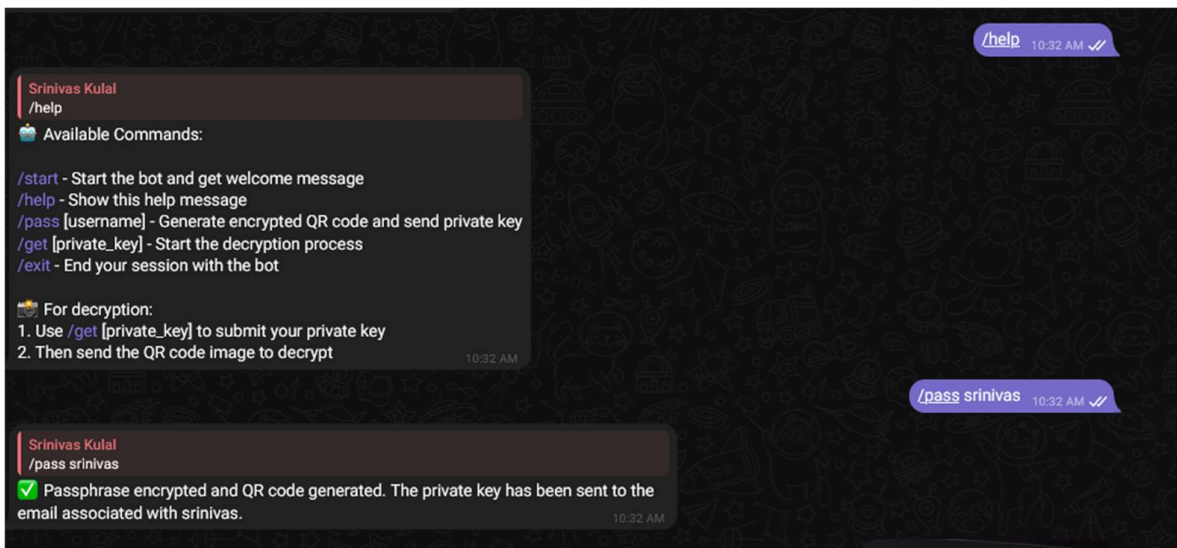 /help 10:32 AM
Srinivas Kulal
/help
Available Commands:
/start - Start the bot and get welcome message
/help - Show this help message
/pass [username] - Generate encrypted QR code and send private key
/get [private_key] - Start the decryption process
/exit - End your session with the bot
For decryption:
1. Use /get [private_key] to submit your private key
2. Then send the QR code image to decrypt
10:32 AM
/pass srinivas 10:32 AM
Srinivas Kulal
/pass srinivas
Passphrase encrypted and QR code generated. The private key has been sent to the
email associated with srinivas.
10:32 AM